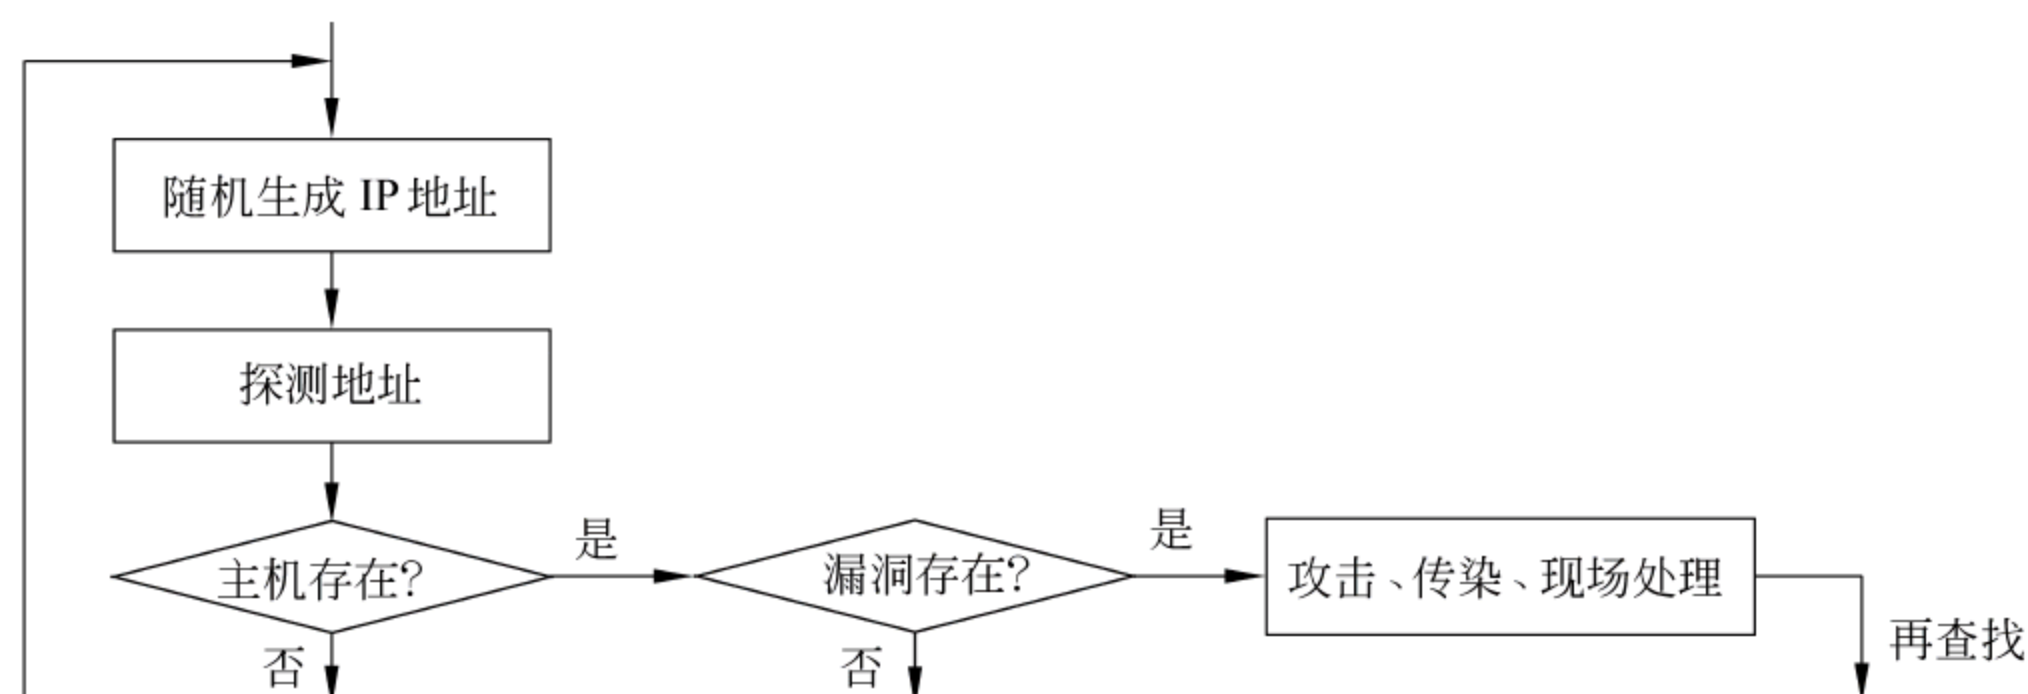 随机生成 IP 地址
探测地址
主机存在?
是
漏洞存在?
是
攻击、传染、现场处理
再查找
否
否